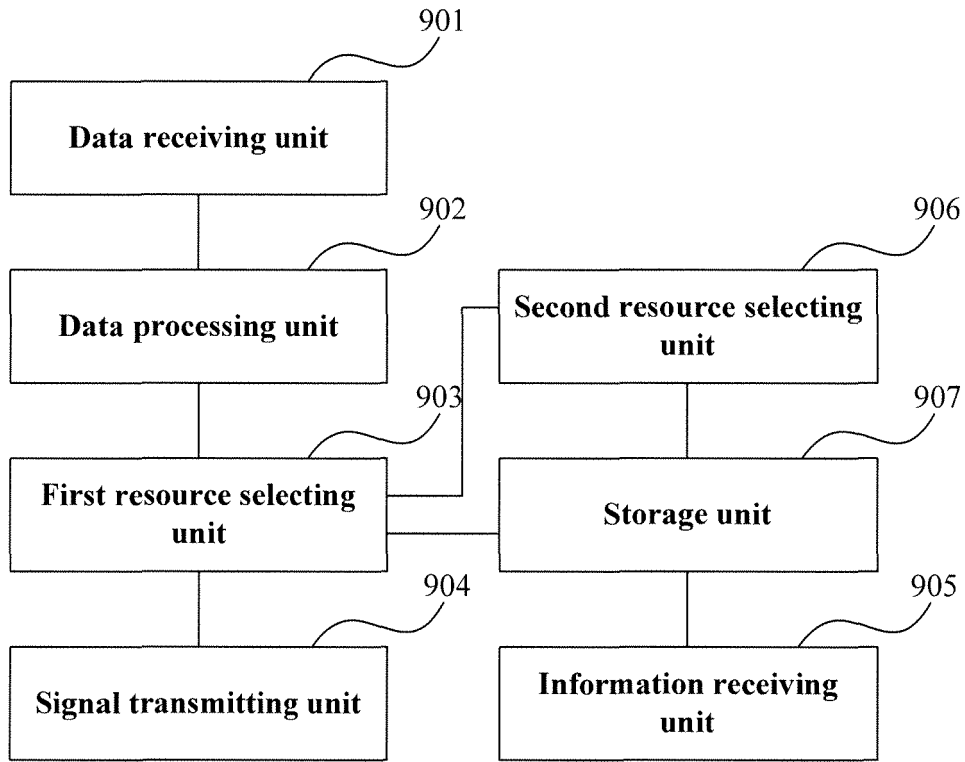 901
Data receiving unit
902
906
Data processing unit
Second resource selecting
unit
903
907
First resource selecting
unit
Storage unit
904
905
Signal transmitting unit
Information receiving
unit